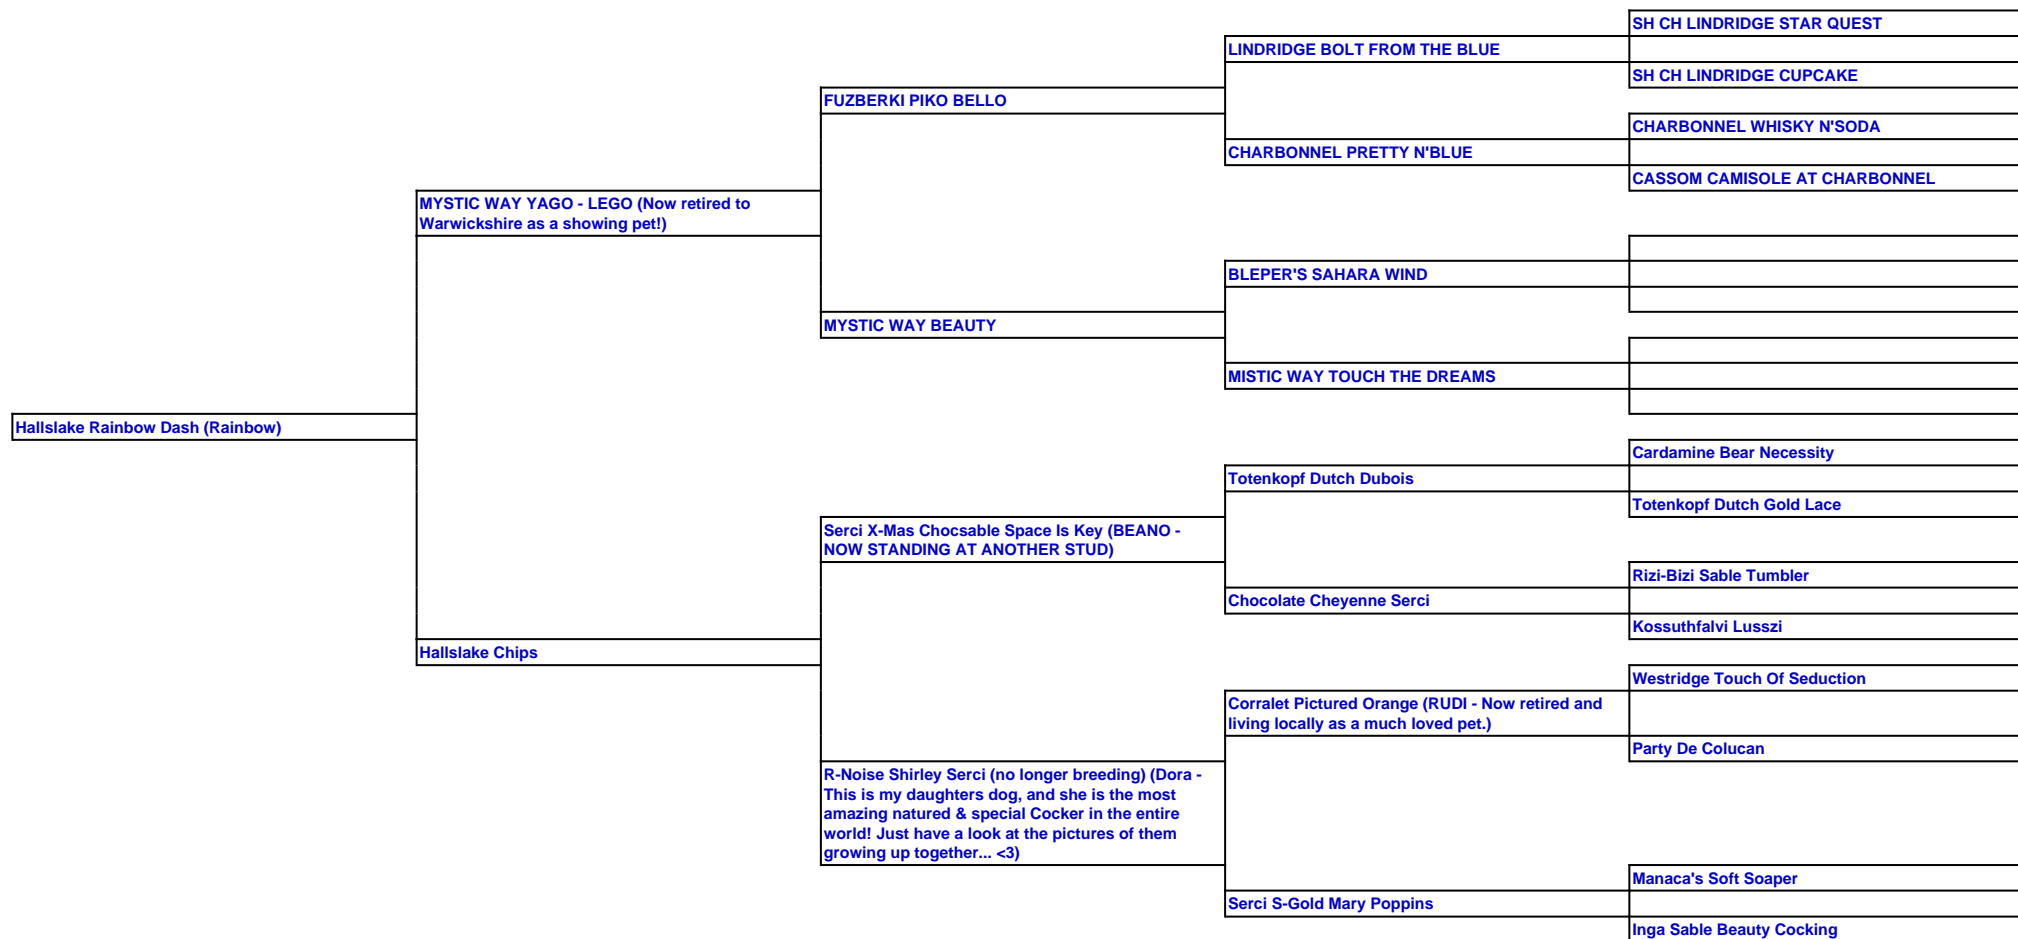 SH CH LINDRIDGE STAR QUEST
LINDRIDGE BOLT FROM THE BLUE
SH CH LINDRIDGE CUPCAKE
FUZBERKI PIKO BELLO
CHARBONNEL WHISKY N'SODA
CHARBONNEL PRETTY N'BLUE
CASSOM CAMISOLE AT CHARBONNEL
MYSTIC WAY YAGO - LEGO (Now retired to
Warwickshire as a showing pet!)
BLEPER'S SAHARA WIND
MYSTIC WAY BEAUTY
MISTIC WAY TOUCH THE DREAMS
Hallslake Rainbow Dash (Rainbow)
Cardamine Bear Necessity
Totenkopf Dutch Dubois
Totenkopf Dutch Gold Lace
Serci X-Mas Chocsable Space Is Key (BEANO -
NOW STANDING AT ANOTHER STUD)
Rizi-Bizi Sable Tumbler
Chocolate Cheyenne Serci
Kossuthfalvi Lusszi
Hallslake Chips
Westridge Touch Of Seduction
Corralet Pictured Orange (RUDI - Now retired and
living locally as a much loved pet.)
Party De Colucan
R-Noise Shirley Serci (no longer breeding) (Dora -
This is my daughters dog, and she is the most
amazing natured & special Cocker in the entire
world! Just have a look at the pictures of them
growing up together... <3)
Manaca's Soft Soaper
Serci S-Gold Mary Poppins
Inga Sable Beauty Cocking